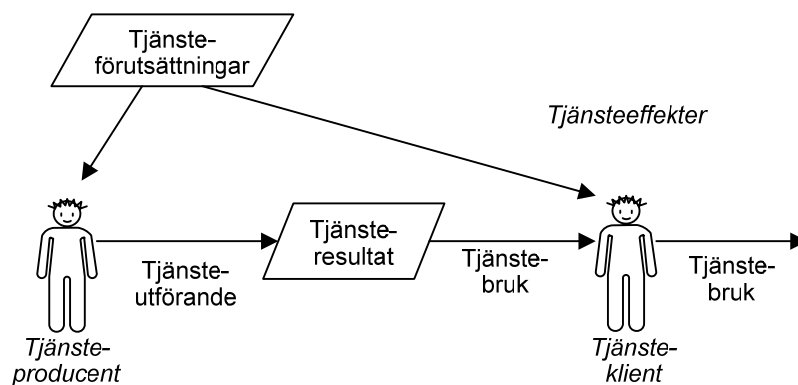 Tjänste-
förutsättningar
Tjänsteeffekter
Tjänste-
resultat
Tjänste-
utförande
Tjänste-
bruk
Tjänste-
bruk
Tjänste-
producent
Tjänste-
klient